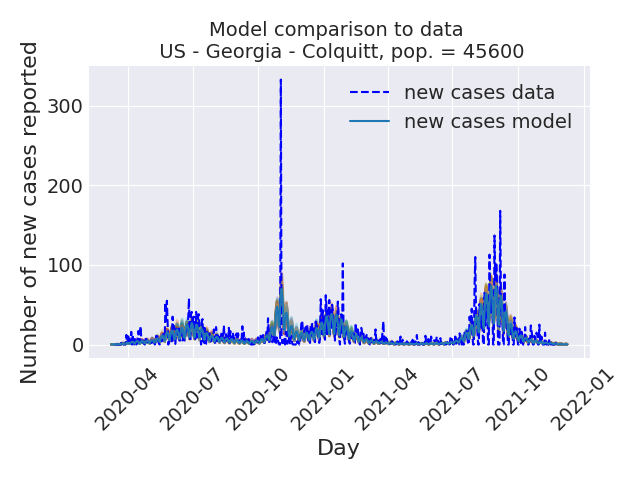 Model comparison to data
US - Georgia - Colquitt, pop. = 45600
Number of new cases reported
300
200
100
0
new cases data
new cases model
2020-04
2020-07
2020-10
2021-01
2021-04
2021-07
2021-10
2022-01
Day